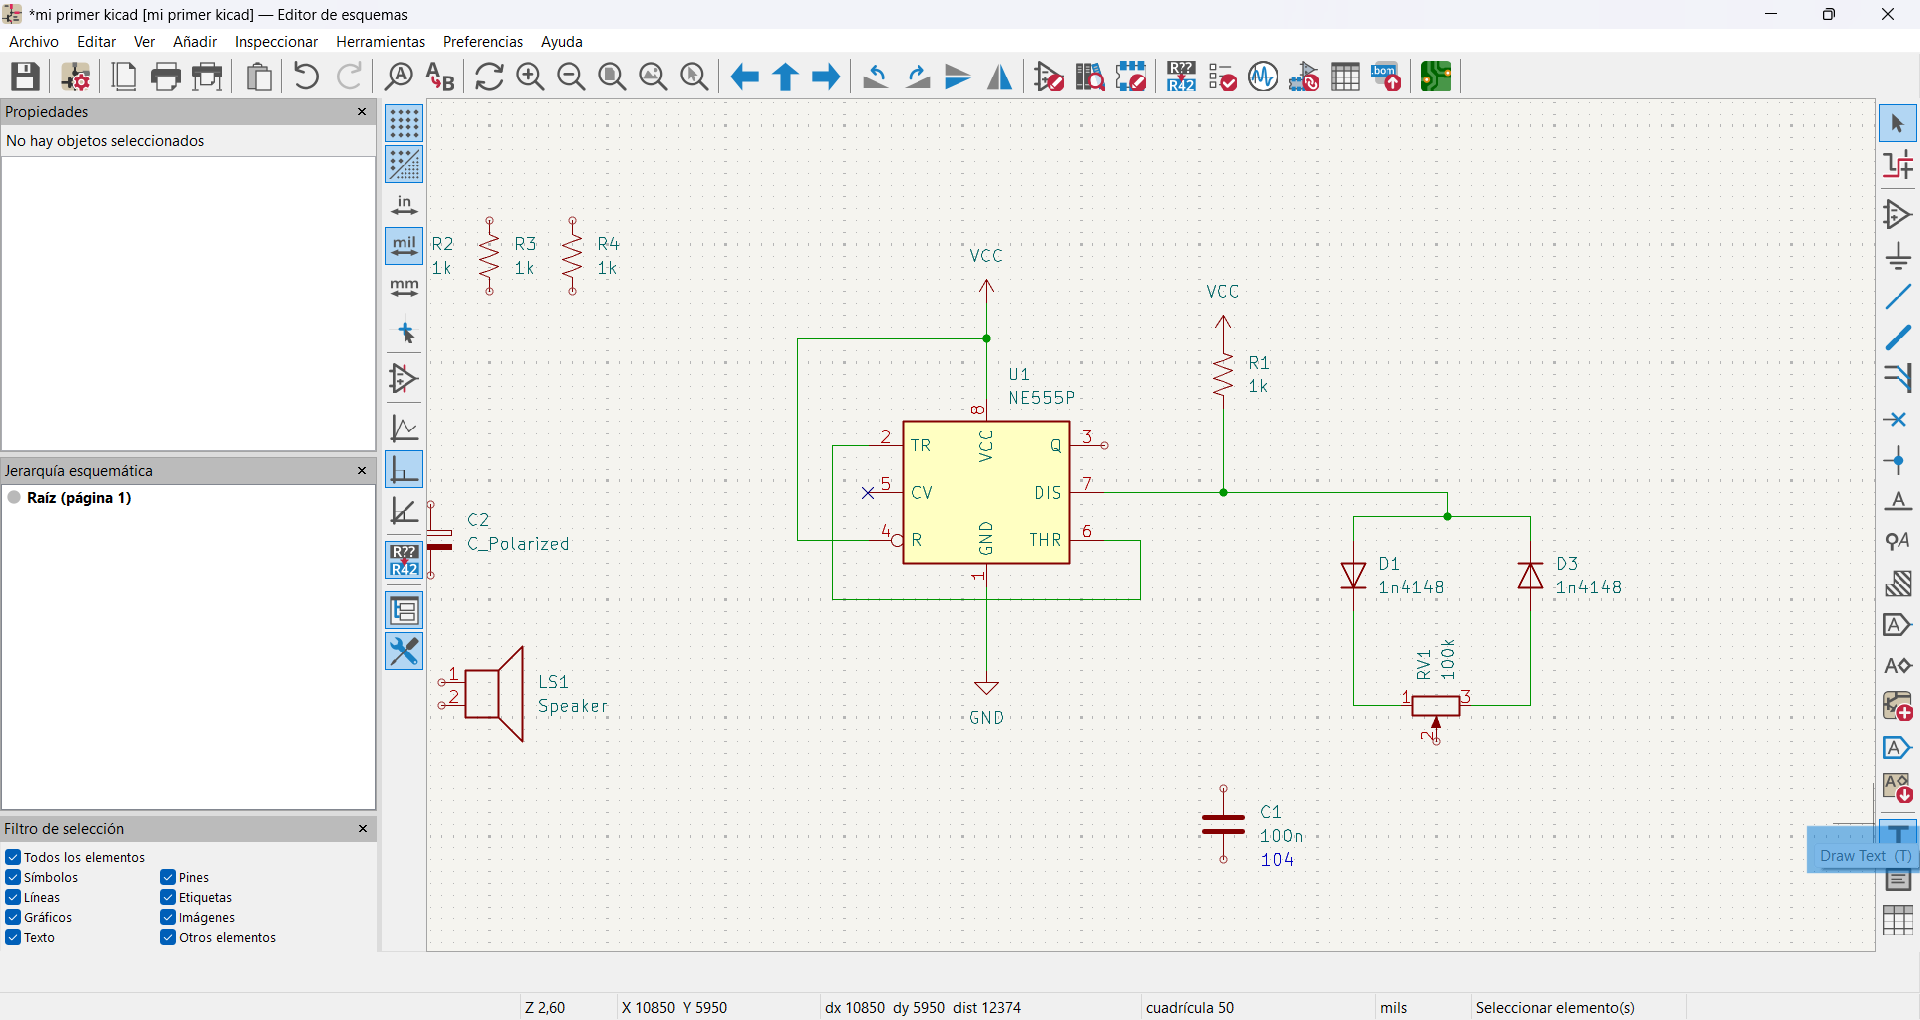 *mi primer kicad [mi primer kicad] — Editor de esquemas
Archivo Editar Ver Añadir Inspeccionar Herramientas Preferencias Ayuda
A
A B
R??
R42
.bom
Propiedades
No hay objetos seleccionados
in
mil
mm
R??
R42
Jerarquía esquemática
Raíz (página 1)
Filtro de selección
Todos los elementos
Símbolos
Pines
Líneas
Etiquetas
Gráficos
Imágenes
Texto
Otros elementos
R2
1k
R3
1k
R4
1k
VCC
VCC
R1
1k
U1
NE555P
8
VCC
2
TR
Q
3
5
CV
DIS
7
4
R
GND
THR
6
1
GND
C2
C_Polarized
1
2
LS1
Speaker
D1
1n4148
D3
1n4148
RV1
100k
1
3
2
C1
100n
104
A
A
A
A
A
A
T
Draw Text (T)
Z 2,60
X 10850 Y 5950
dx 10850 dy 5950 dist 12374
cuadrícula 50
mils
Seleccionar elemento(s)